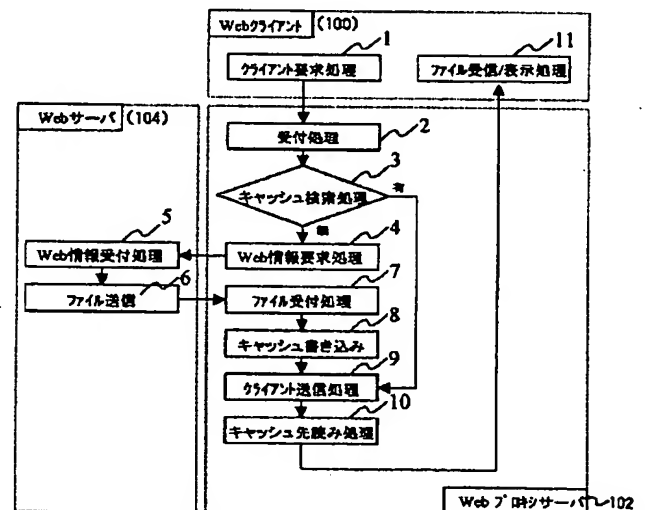 Webクライアント (100)
1
クライアント要求処理
11
ファイル受信/表示処理
Webサーバ (104)
受付処理
2
3
キャッシュ検索処理
有
無
5
Web情報受付処理
4
Web情報要求処理
6
ファイル送信
7
ファイル受付処理
8
キャッシュ書き込み
9
クライアント送信処理
10
キャッシュ先読み処理
Webプロキシサーバ 102